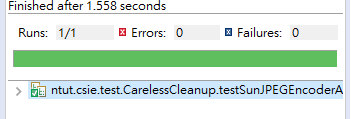 Finished after 1.558 seconds
Runs: 1/1 Errors: 0 Failures: 0
ntut.csie.test.CarelessCleanup.testSunJPEGEncoderA